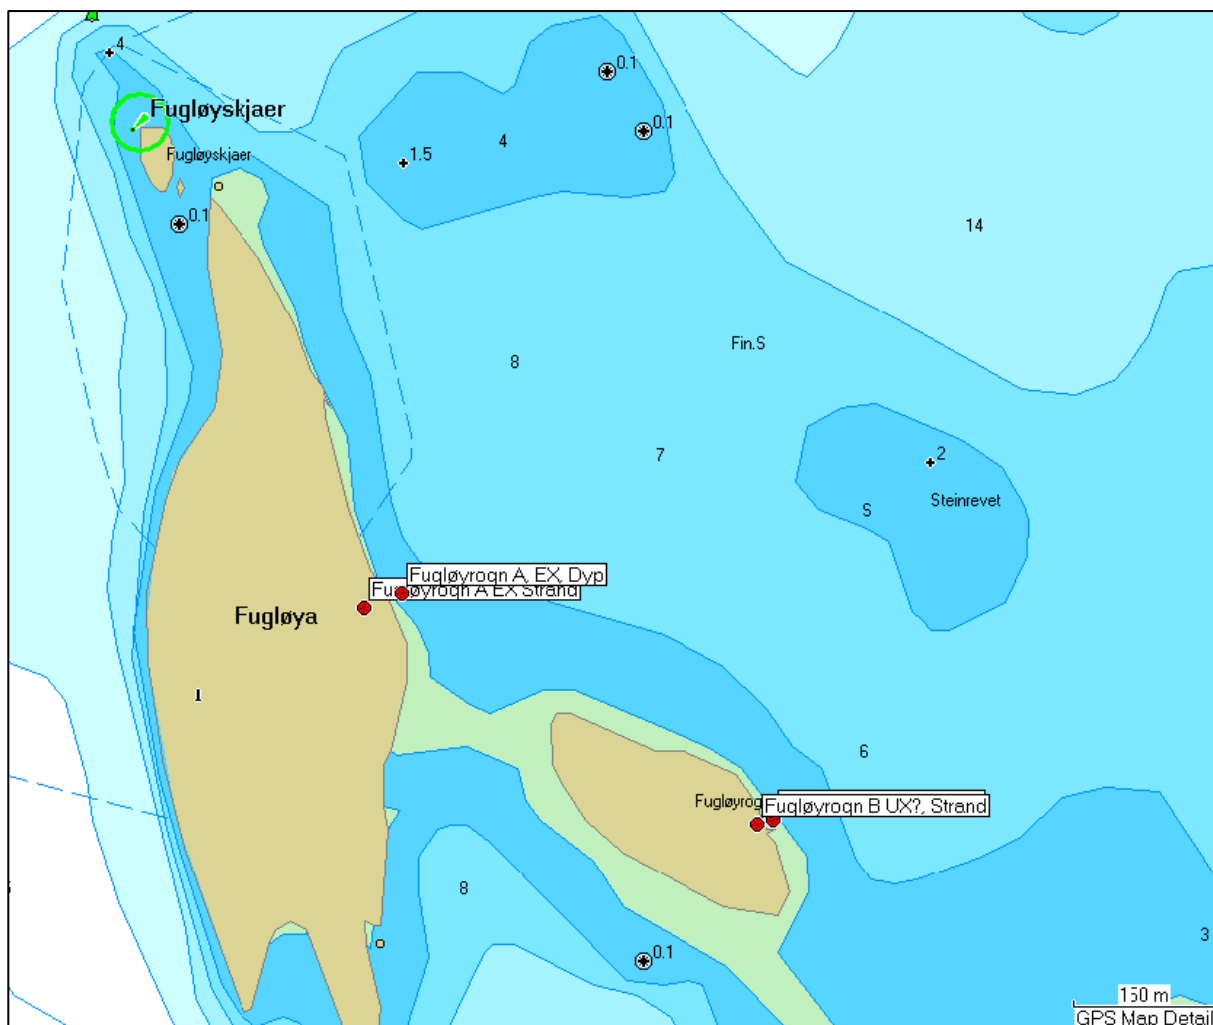 4
Fugløyskjaer
Fugløyskjaer
0.1
0.1
0.1
4
1.5
14
Fin.S
8
7
2
Steinrevet
S
Fugløyrogn A, EX, Dyp
Fugløyrogn A EX Strand
Fugløya
6
Fugløyrog
Fugløyrogn B UX?, Strand
8
0.1
3
150 m
GPS Map Detail